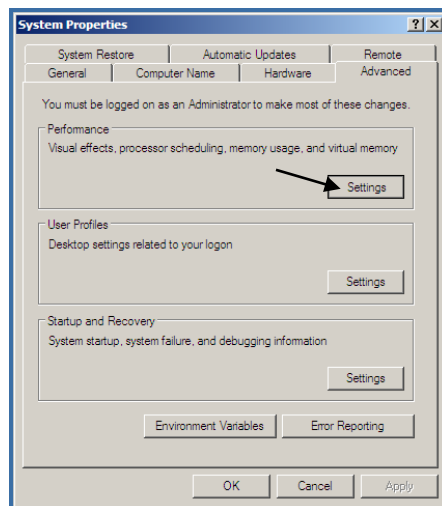 System Properties
System Restore Automatic Updates Remote
General Computer Name Hardware Advanced
You must be logged on as an Administrator to make most of these changes.
Performance
Visual effects, processor scheduling, memory usage, and virtual memory
Settings
User Profiles
Desktop settings related to your logon
Settings
Startup and Recovery
System startup, system failure, and debugging information
Settings
Environment Variables Error Reporting
OK Cancel Apply